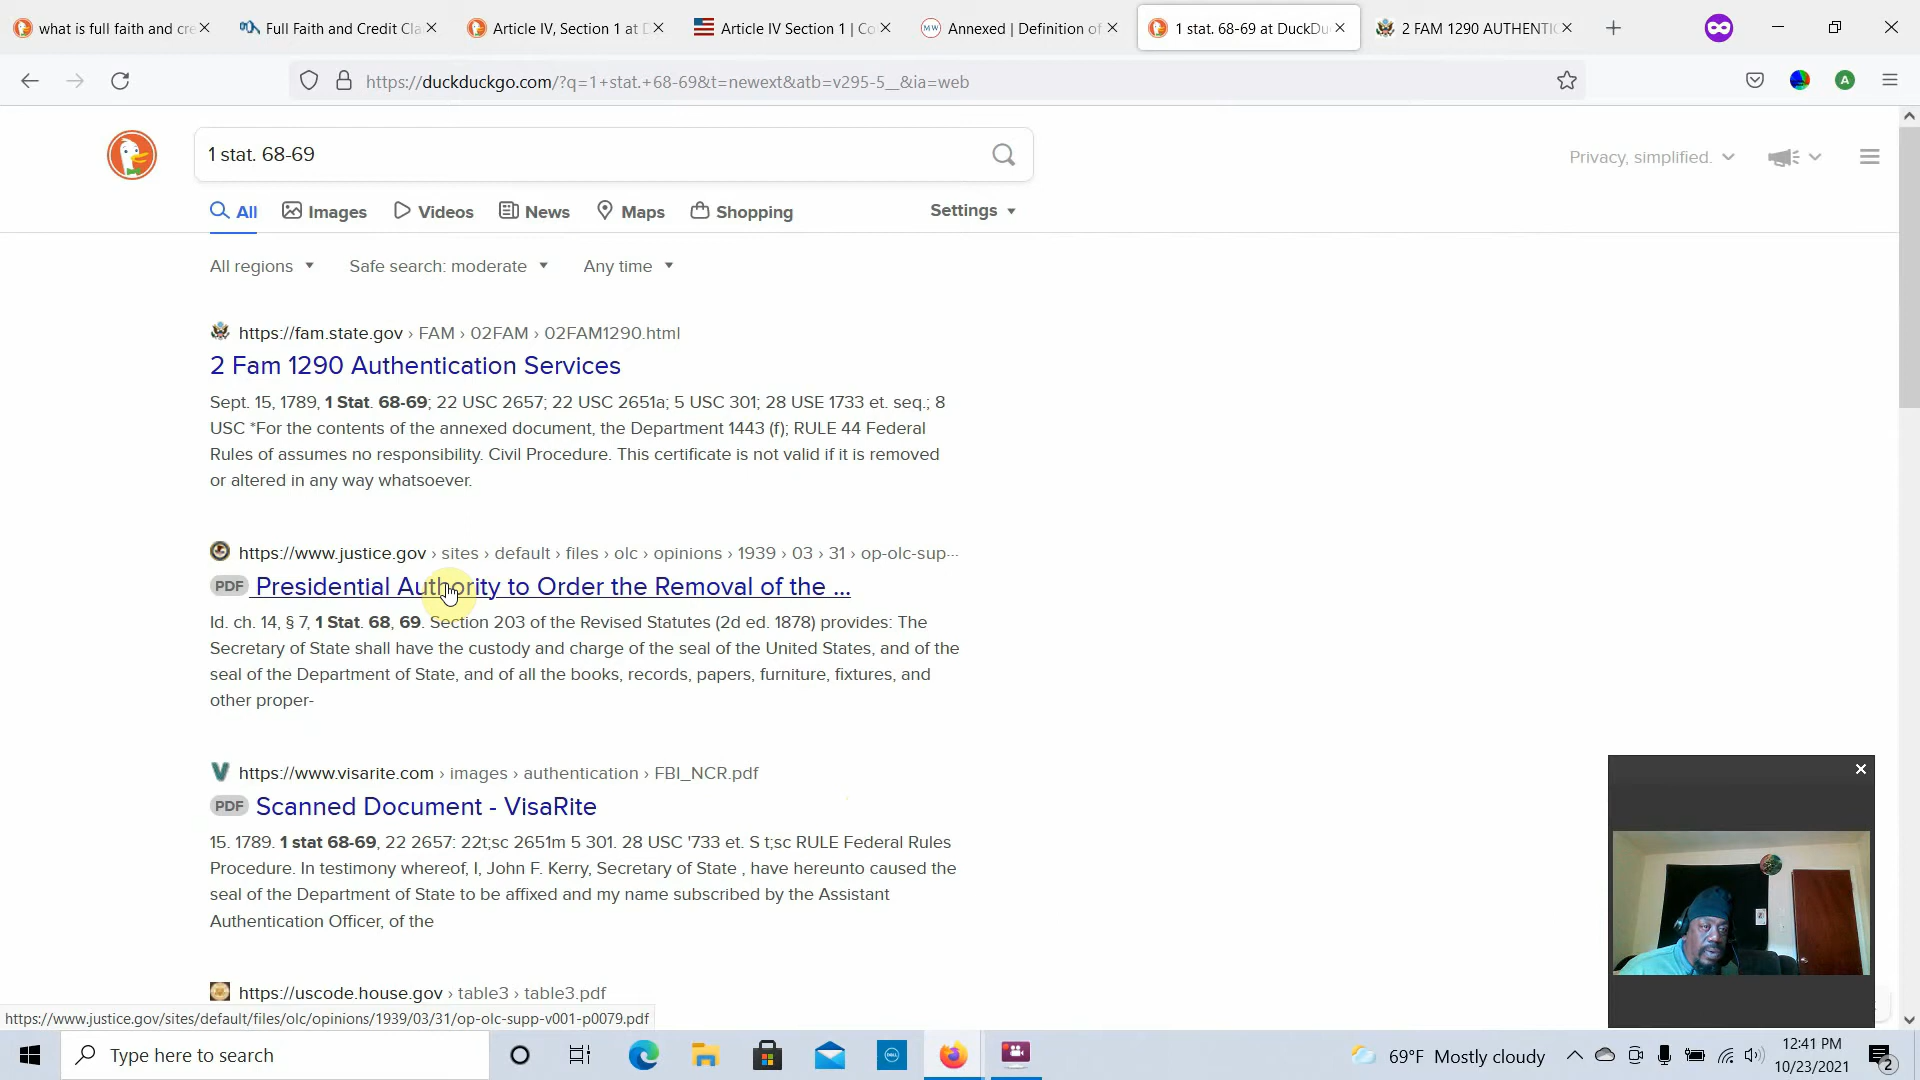 what is full faith and cre
Full Faith and Credit Cla
Article IV, Section 1 at D
Article IV Section 1 | Co
MW
Annexed | Definition of
1 stat. 68-69 at DuckDu
2 FAM 1290 AUTHENTIC
https://duckduckgo.com/?q=1+stat.+68-69&t=newext&atb=v295-5__&ia=web
A
1 stat. 68-69
Privacy, simplified.
All
Images
Videos
News
Maps
Shopping
Settings
All regions
Safe search: moderate
Any time
https://fam.state.gov › FAM › 02FAM › 02FAM1290.html
2 Fam 1290 Authentication Services
Sept. 15, 1789, 1 Stat. 68-69; 22 USC 2657; 22 USC 2651a; 5 USC 301; 28 USE 1733 et. seq.; 8
USC *For the contents of the annexed document, the Department 1443 (f); RULE 44 Federal
Rules of assumes no responsibility. Civil Procedure. This certificate is not valid if it is removed
or altered in any way whatsoever.
https://www.justice.gov › sites › default › files › olc › opinions › 1939 › 03 › 31 › op-olc-sup...
PDF Presidential Authority to Order the Removal of the ...
Id. ch. 14, § 7, 1 Stat. 68, 69. Section 203 of the Revised Statutes (2d ed. 1878) provides: The
Secretary of State shall have the custody and charge of the seal of the United States, and of the
seal of the Department of State, and of all the books, records, papers, furniture, fixtures, and
other proper-
https://www.visarite.com › images › authentication › FBI_NCR.pdf
PDF Scanned Document - VisaRite
15. 1789. 1 stat 68-69, 22 2657: 22t;sc 2651m 5 301. 28 USC '733 et. S t;sc RULE Federal Rules
Procedure. In testimony whereof, I, John F. Kerry, Secretary of State , have hereunto caused the
seal of the Department of State to be affixed and my name subscribed by the Assistant
Authentication Officer, of the
https://uscode.house.gov › table3 › table3.pdf
https://www.justice.gov/sites/default/files/olc/opinions/1939/03/31/op-olc-supp-v001-p0079.pdf
Type here to search
DELL
69°F Mostly cloudy
12:41 PM
10/23/2021
2